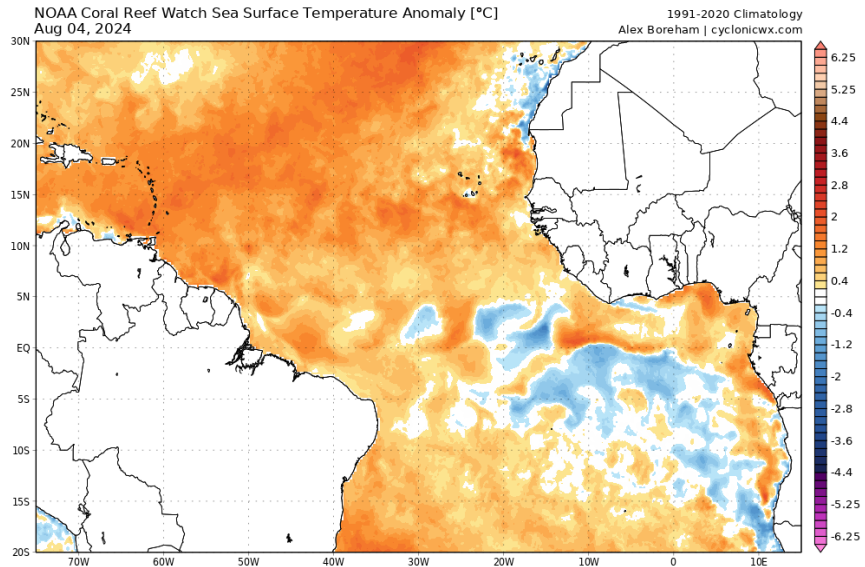 NOAA Coral Reef Watch Sea Surface Temperature Anomaly [°C]
1991-2020 Climatology
Aug 04, 2024
Alex Boreham | cyclonicwx.com
30N
25N
20N
15N
10N
5N
EQ
5S
10S
15S
20S
70W
60W
50W
40W
30W
20W
10W
0
10E
6.25
5.25
4.4
3.6
2.8
2
1.2
0.4
-0.4
-1.2
-2
-2.8
-3.6
-4.4
-5.25
-6.25